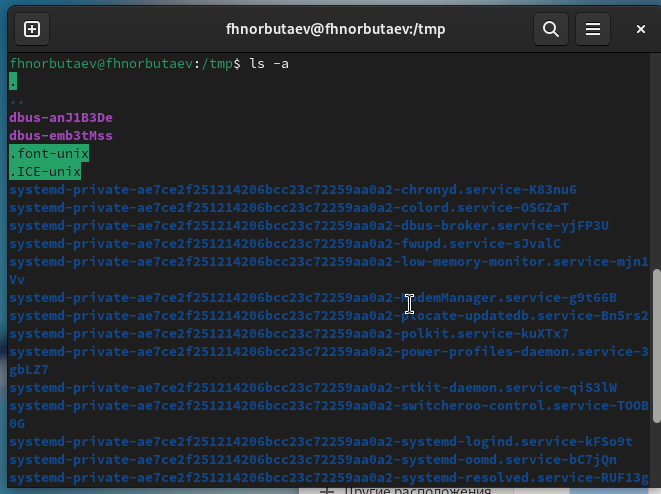 fhnorbutaev@fhnorbutaev:/tmp
fhnorbutaev@fhnorbutaev:/tmp$ ls -a
.
..
dbus-anJ1B3De
dbus-emb3tMss
.font-unix
.ICE-unix
systemd-private-ae7ce2f251214206bcc23c72259aa0a2-chronyd.service-K83nu6
systemd-private-ae7ce2f251214206bcc23c72259aa0a2-colord.service-OSGZaT
systemd-private-ae7ce2f251214206bcc23c72259aa0a2-dbus-broker.service-yjFP3U
systemd-private-ae7ce2f251214206bcc23c72259aa0a2-fwupd.service-sJvalC
systemd-private-ae7ce2f251214206bcc23c72259aa0a2-low-memory-monitor.service-mjn1
Vv
systemd-private-ae7ce2f251214206bcc23c72259aa0a2-ModemManager.service-g9t66B
systemd-private-ae7ce2f251214206bcc23c72259aa0a2-plocate-updatedb.service-Bn5rs2
systemd-private-ae7ce2f251214206bcc23c72259aa0a2-polkit.service-kuXTx7
systemd-private-ae7ce2f251214206bcc23c72259aa0a2-power-profiles-daemon.service-3
gbLZ7
systemd-private-ae7ce2f251214206bcc23c72259aa0a2-rtkit-daemon.service-qiS3lW
systemd-private-ae7ce2f251214206bcc23c72259aa0a2-switcheroo-control.service-TOOB
0G
systemd-private-ae7ce2f251214206bcc23c72259aa0a2-systemd-logind.service-kFSo9t
systemd-private-ae7ce2f251214206bcc23c72259aa0a2-systemd-oomd.service-bC7jQn
systemd-private-ae7ce2f251214206bcc23c72259aa0a2-systemd-resolved.service-RUF13g
Другие расположения